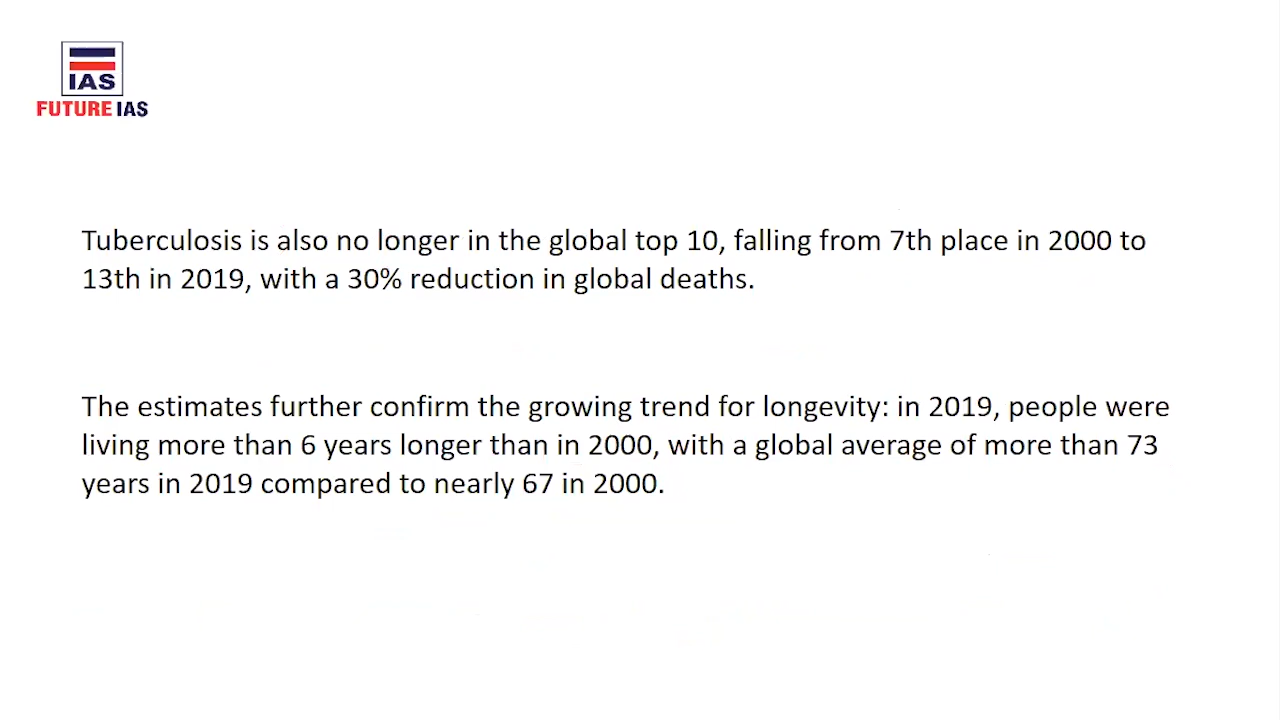 IAS
FUTURE IAS
Tuberculosis is also no longer in the global top 10, falling from 7th place in 2000 to
13th in 2019, with a 30% reduction in global deaths.
The estimates further confirm the growing trend for longevity: in 2019, people were
living more than 6 years longer than in 2000, with a global average of more than 73
years in 2019 compared to nearly 67 in 2000.